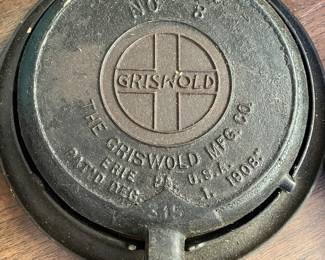 NO 8
GRISWOLD
THE GRISWOLD MFG. CO.
ERIE PA. U.S.A.
PAT'D DEC. 1, 1908.
315